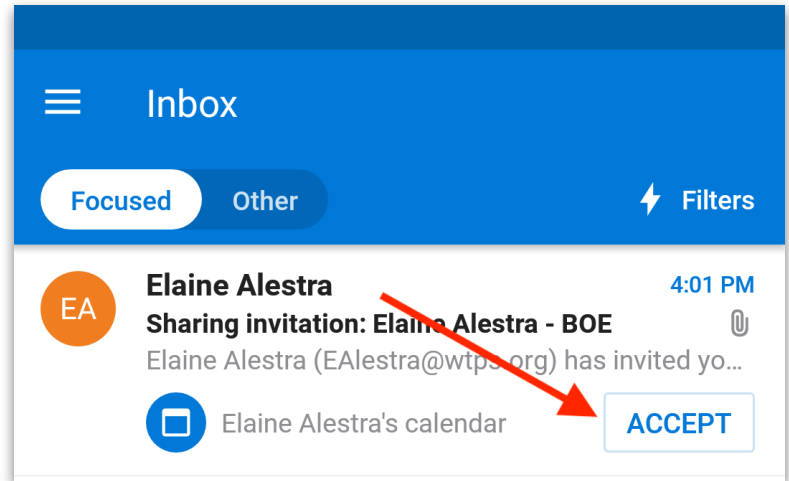 Inbox
Focused Other Filters
EA Elaine Alestra 4:01 PM
Sharing invitation: Elaine Alestra - BOE
Elaine Alestra (EAlestra@wtps.org) has invited yo...
Elaine Alestra's calendar ACCEPT